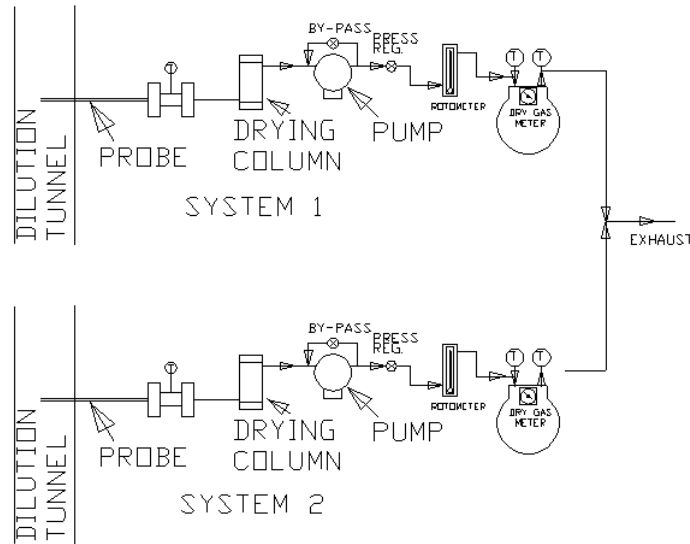 BY-PASS
PRESS
REG.
T
T
T
ROTOMETER
DRY GAS
METER
DILUTION
TUNNEL
PROBE
DRYING
COLUMN
PUMP
SYSTEM 1
EXHAUST
BY-PASS
PRESS
REG.
T
T
T
ROTOMETER
DRY GAS
METER
DILUTION
TUNNEL
PROBE
DRYING
COLUMN
PUMP
SYSTEM 2